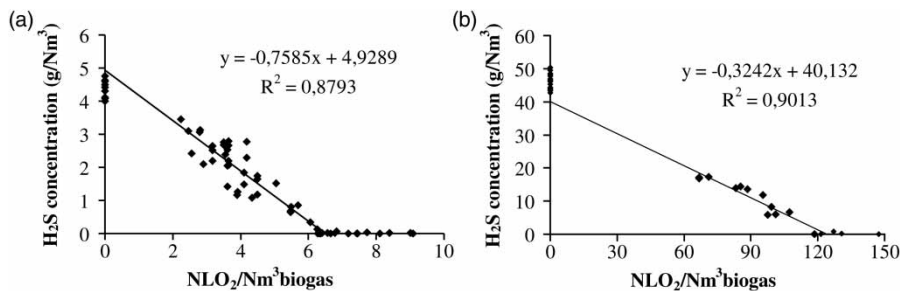 (a)
H₂S concentration (g/Nm³)
6
5
4
3
2
1
0
y = -0,7585x + 4,9289
R² = 0,8793
0 2 4 6 8 10
NLO₂/Nm³biogas
(b)
H₂S concentration (g/Nm³)
60
50
40
30
20
10
0
y = -0,3242x + 40,132
R² = 0,9013
0 30 60 90 120 150
NLO₂/Nm³biogas